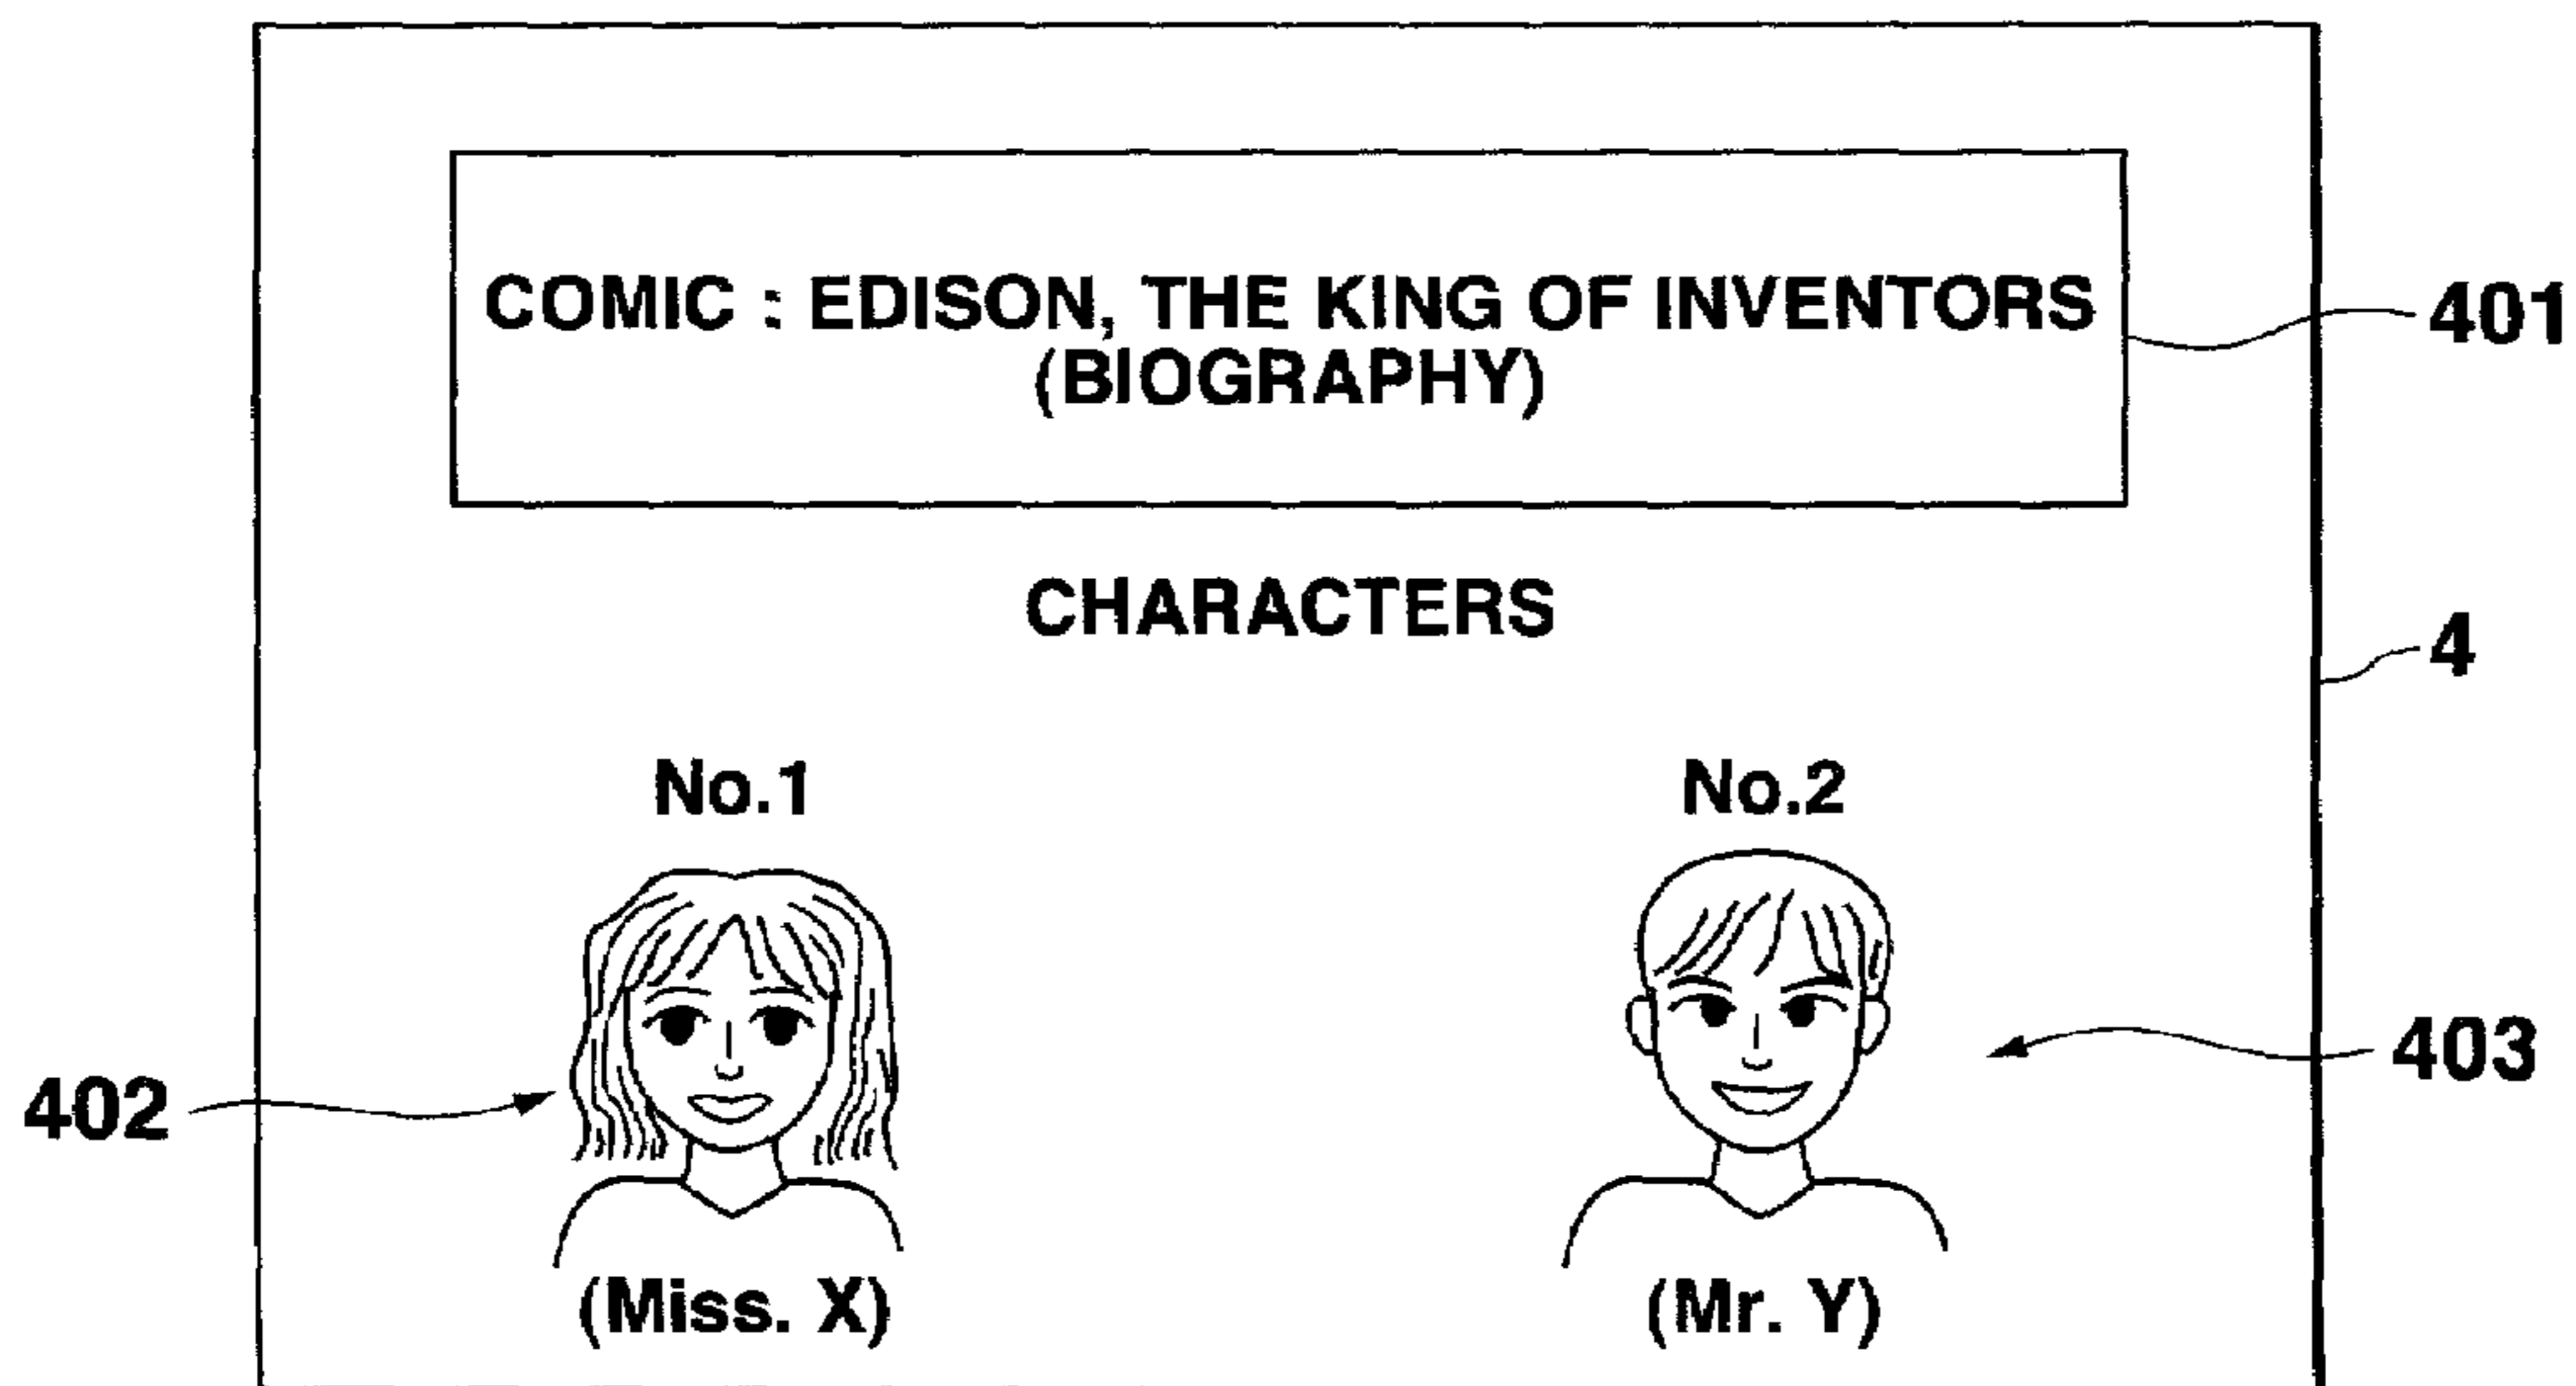 COMIC : EDISON, THE KING OF INVENTORS
(BIOGRAPHY)
401
CHARACTERS
4
No.1
No.2
402
403
(Miss. X)
(Mr. Y)